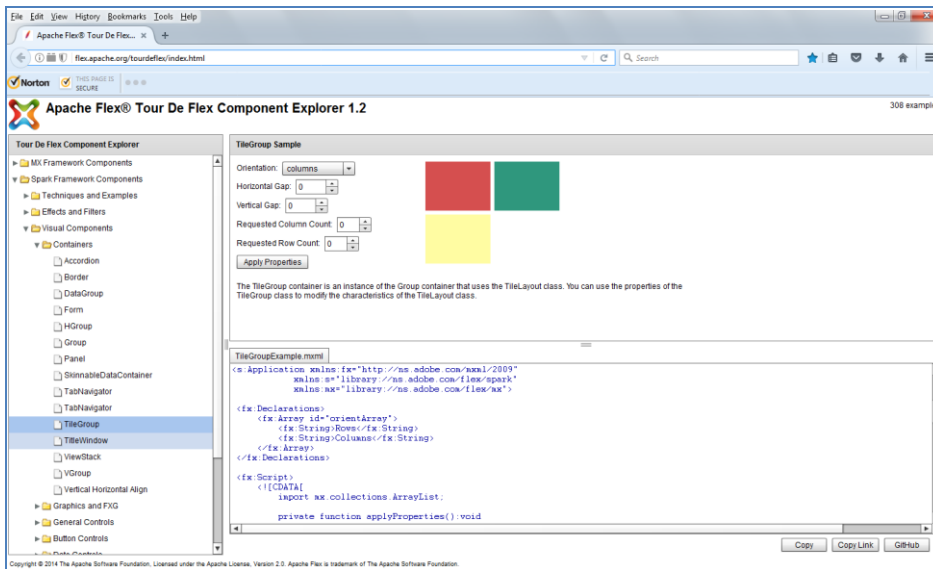 File Edit View History Bookmarks Tools Help
Apache Flex® Tour De Flex... × +
flex.apache.org/tourdeflex/index.html
Search
Norton
THIS PAGE IS
SECURE
Apache Flex® Tour De Flex Component Explorer 1.2
308 example
Tour De Flex Component Explorer
MX Framework Components
Spark Framework Components
Techniques and Examples
Effects and Filters
Visual Components
Containers
Accordion
Border
DataGroup
Form
HGroup
Group
Panel
SkinnableDataContainer
TabNavigator
TabNavigator
TileGroup
TitleWindow
ViewStack
VGroup
Vertical Horizontal Align
Graphics and FXG
General Controls
Button Controls
Data Controls
TileGroup Sample
Orientation: columns
Horizontal Gap: 0
Vertical Gap: 0
Requested Column Count: 0
Requested Row Count: 0
Apply Properties
The TileGroup container is an instance of the Group container that uses the TileLayout class. You can use the properties of the
TileGroup class to modify the characteristics of the TileLayout class.
TileGroupExample.mxml
<s:Application xmlns:fx="http://ns.adobe.com/mxml/2009"
xmlns:s="library://ns.adobe.com/flex/spark"
xmlns:mx="library://ns.adobe.com/flex/mx">
<fx:Declarations>
<fx:Array id="orientArray">
<fx:String>Rows</fx:String>
<fx:String>Columns</fx:String>
</fx:Array>
</fx:Declarations>
<fx:Script>
<![CDATA[
import mx.collections.ArrayList;
private function applyProperties():void
Copy Copy Link GitHub
Copyright © 2014 The Apache Software Foundation, Licensed under the Apache License, Version 2.0. Apache Flex is trademark of The Apache Software Foundation.